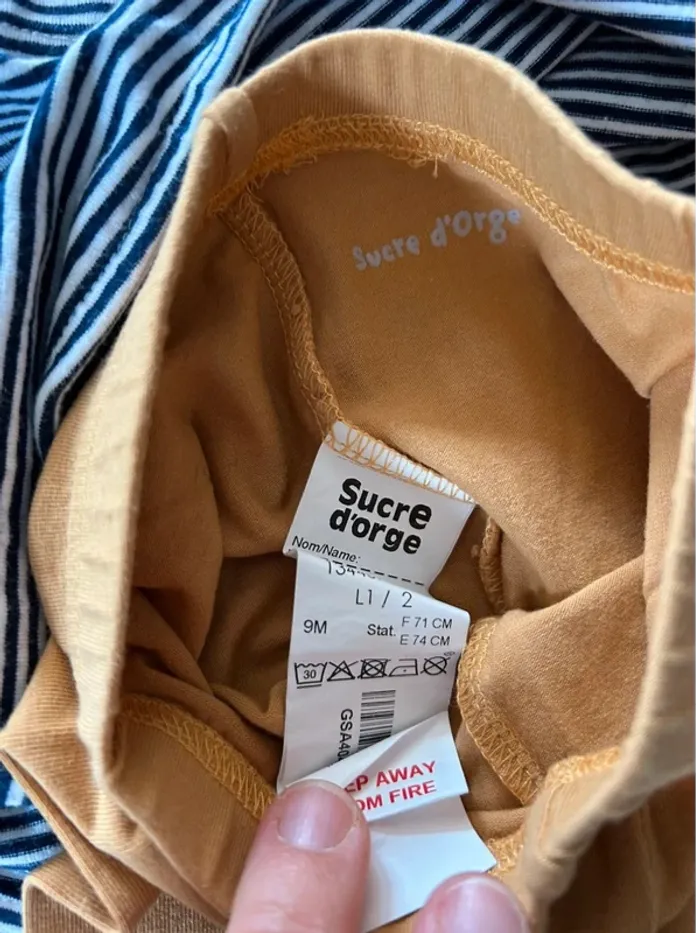 Sucre d'Orge
Sucre
d'orge
Nom/Name:
L1 / 2
9M
Stat.
F 71 CM
E 74 CM
30
GSA40
EP AWAY
OM FIRE